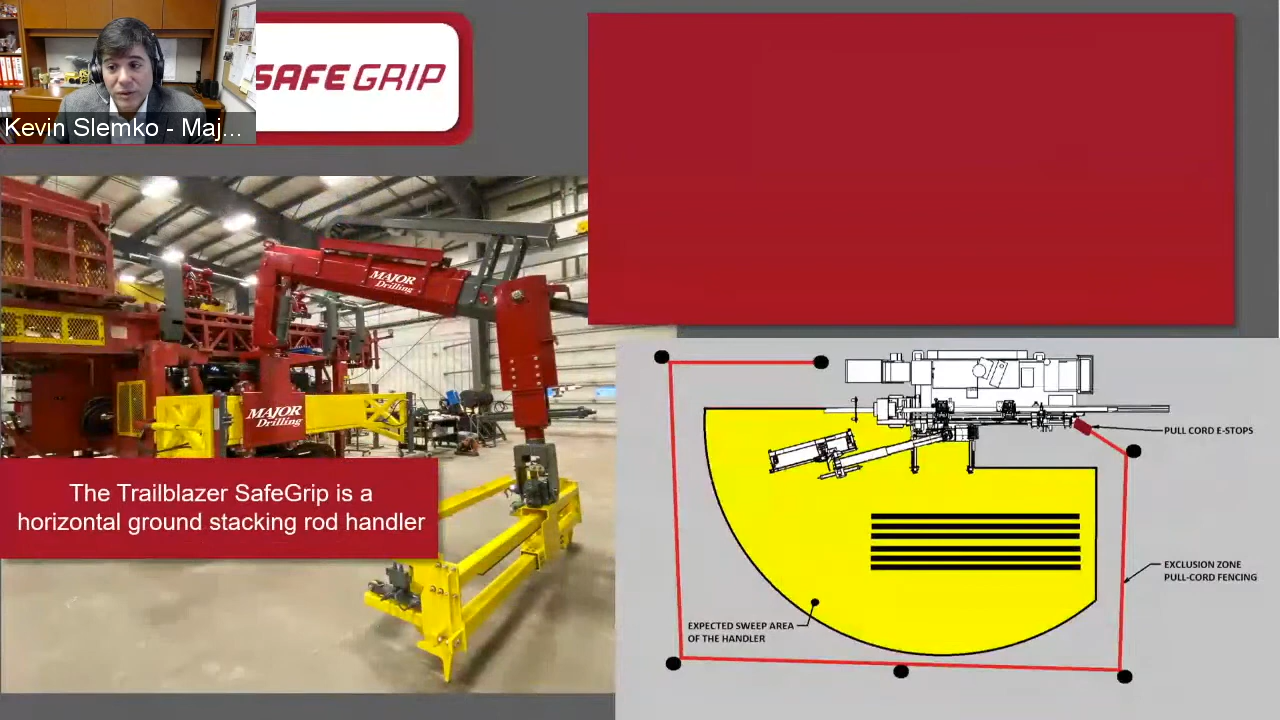 SAFEGRIP
Kevin Slemko - Maj...
MAJOR
Drilling
MAJOR
Drilling
The Trailblazer SafeGrip is a
horizontal ground stacking rod handler
PULL CORD E-STOPS
EXCLUSION ZONE
PULL-CORD FENCING
EXPECTED SWEEP AREA
OF THE HANDLER